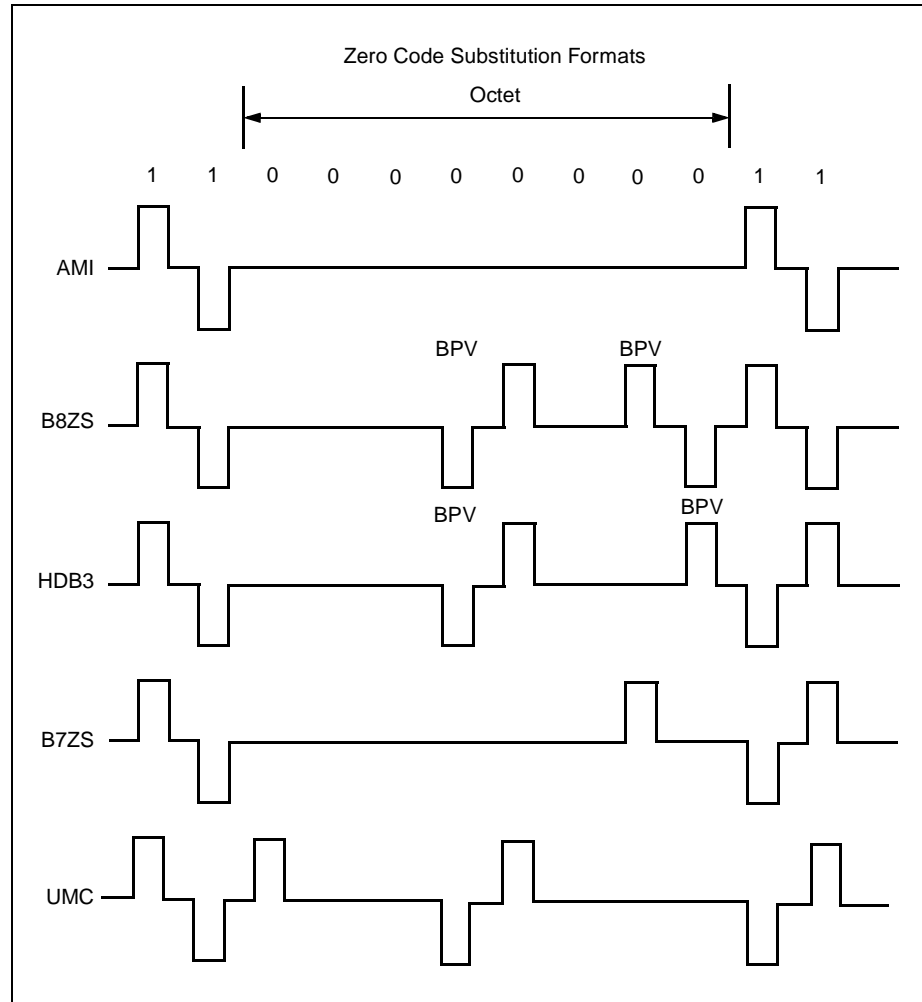 Zero Code Substitution Formats
Octet
1 1 0 0 0 0 0 0 0 0 1 1
AMI
BPV BPV
B8ZS
BPV BPV
HDB3
B7ZS
UMC